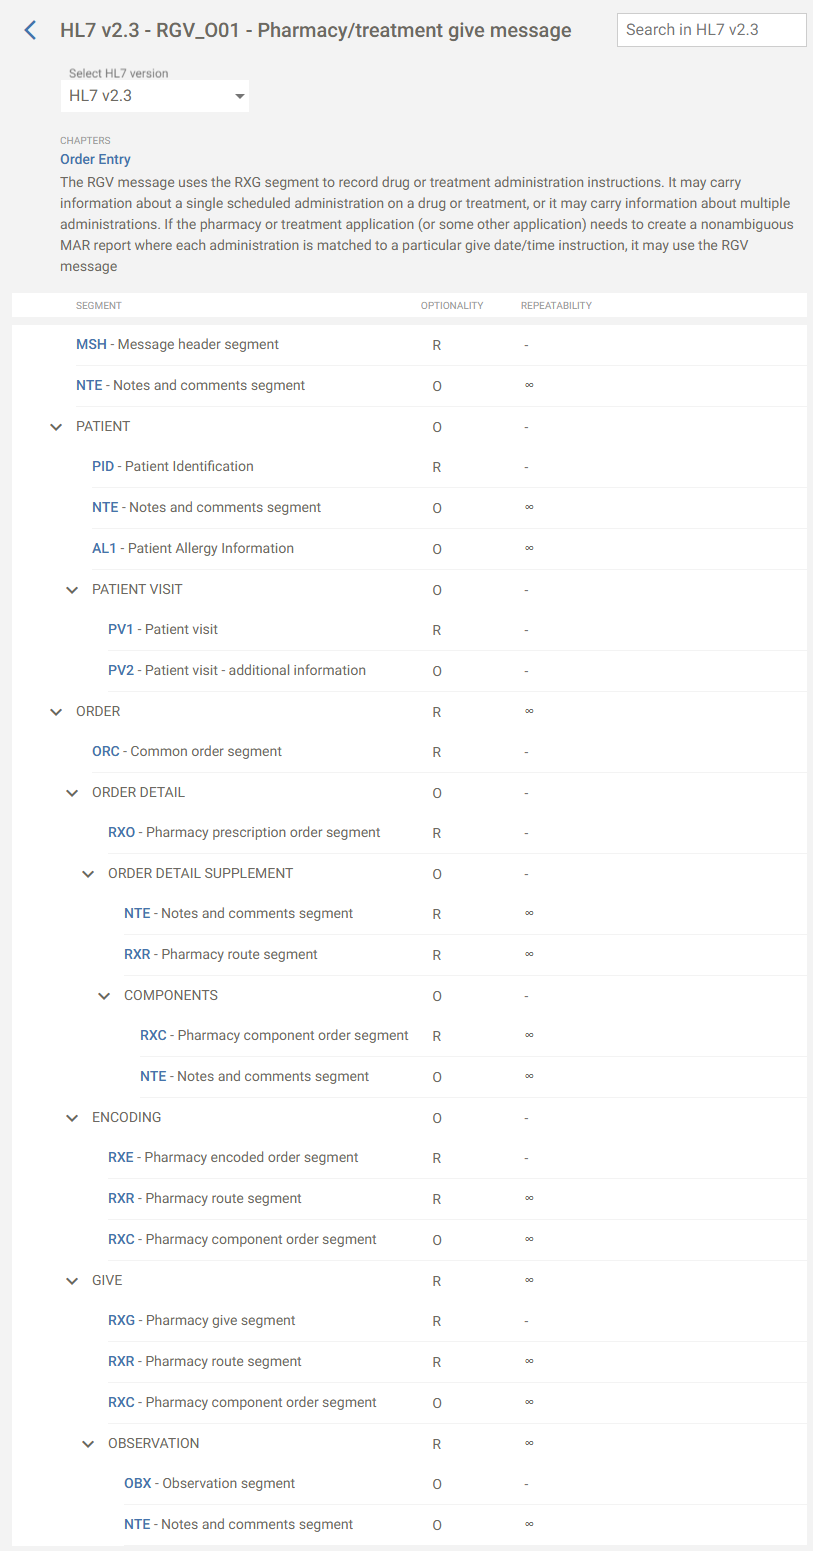 HL7 v2.3 - RGV_O01 - Pharmacy/treatment give message
Search in HL7 v2.3
Select HL7 version
HL7 v2.3
CHAPTERS
Order Entry
The RGV message uses the RXG segment to record drug or treatment administration instructions. It may carry
information about a single scheduled administration on a drug or treatment, or it may carry information about multiple
administrations. If the pharmacy or treatment application (or some other application) needs to create a nonambiguous
MAR report where each administration is matched to a particular give date/time instruction, it may use the RGV
message
SEGMENT OPTIONALITY REPEATABILITY
MSH - Message header segment R -
NTE - Notes and comments segment O ∞
PATIENT O -
PID - Patient Identification R -
NTE - Notes and comments segment O ∞
AL1 - Patient Allergy Information O ∞
PATIENT VISIT O -
PV1 - Patient visit R -
PV2 - Patient visit - additional information O -
ORDER R ∞
ORC - Common order segment R -
ORDER DETAIL O -
RXO - Pharmacy prescription order segment R -
ORDER DETAIL SUPPLEMENT O -
NTE - Notes and comments segment R ∞
RXR - Pharmacy route segment R ∞
COMPONENTS O -
RXC - Pharmacy component order segment R ∞
NTE - Notes and comments segment O ∞
ENCODING O -
RXE - Pharmacy encoded order segment R -
RXR - Pharmacy route segment R ∞
RXC - Pharmacy component order segment O ∞
GIVE R ∞
RXG - Pharmacy give segment R -
RXR - Pharmacy route segment R ∞
RXC - Pharmacy component order segment O ∞
OBSERVATION R ∞
OBX - Observation segment O -
NTE - Notes and comments segment O ∞